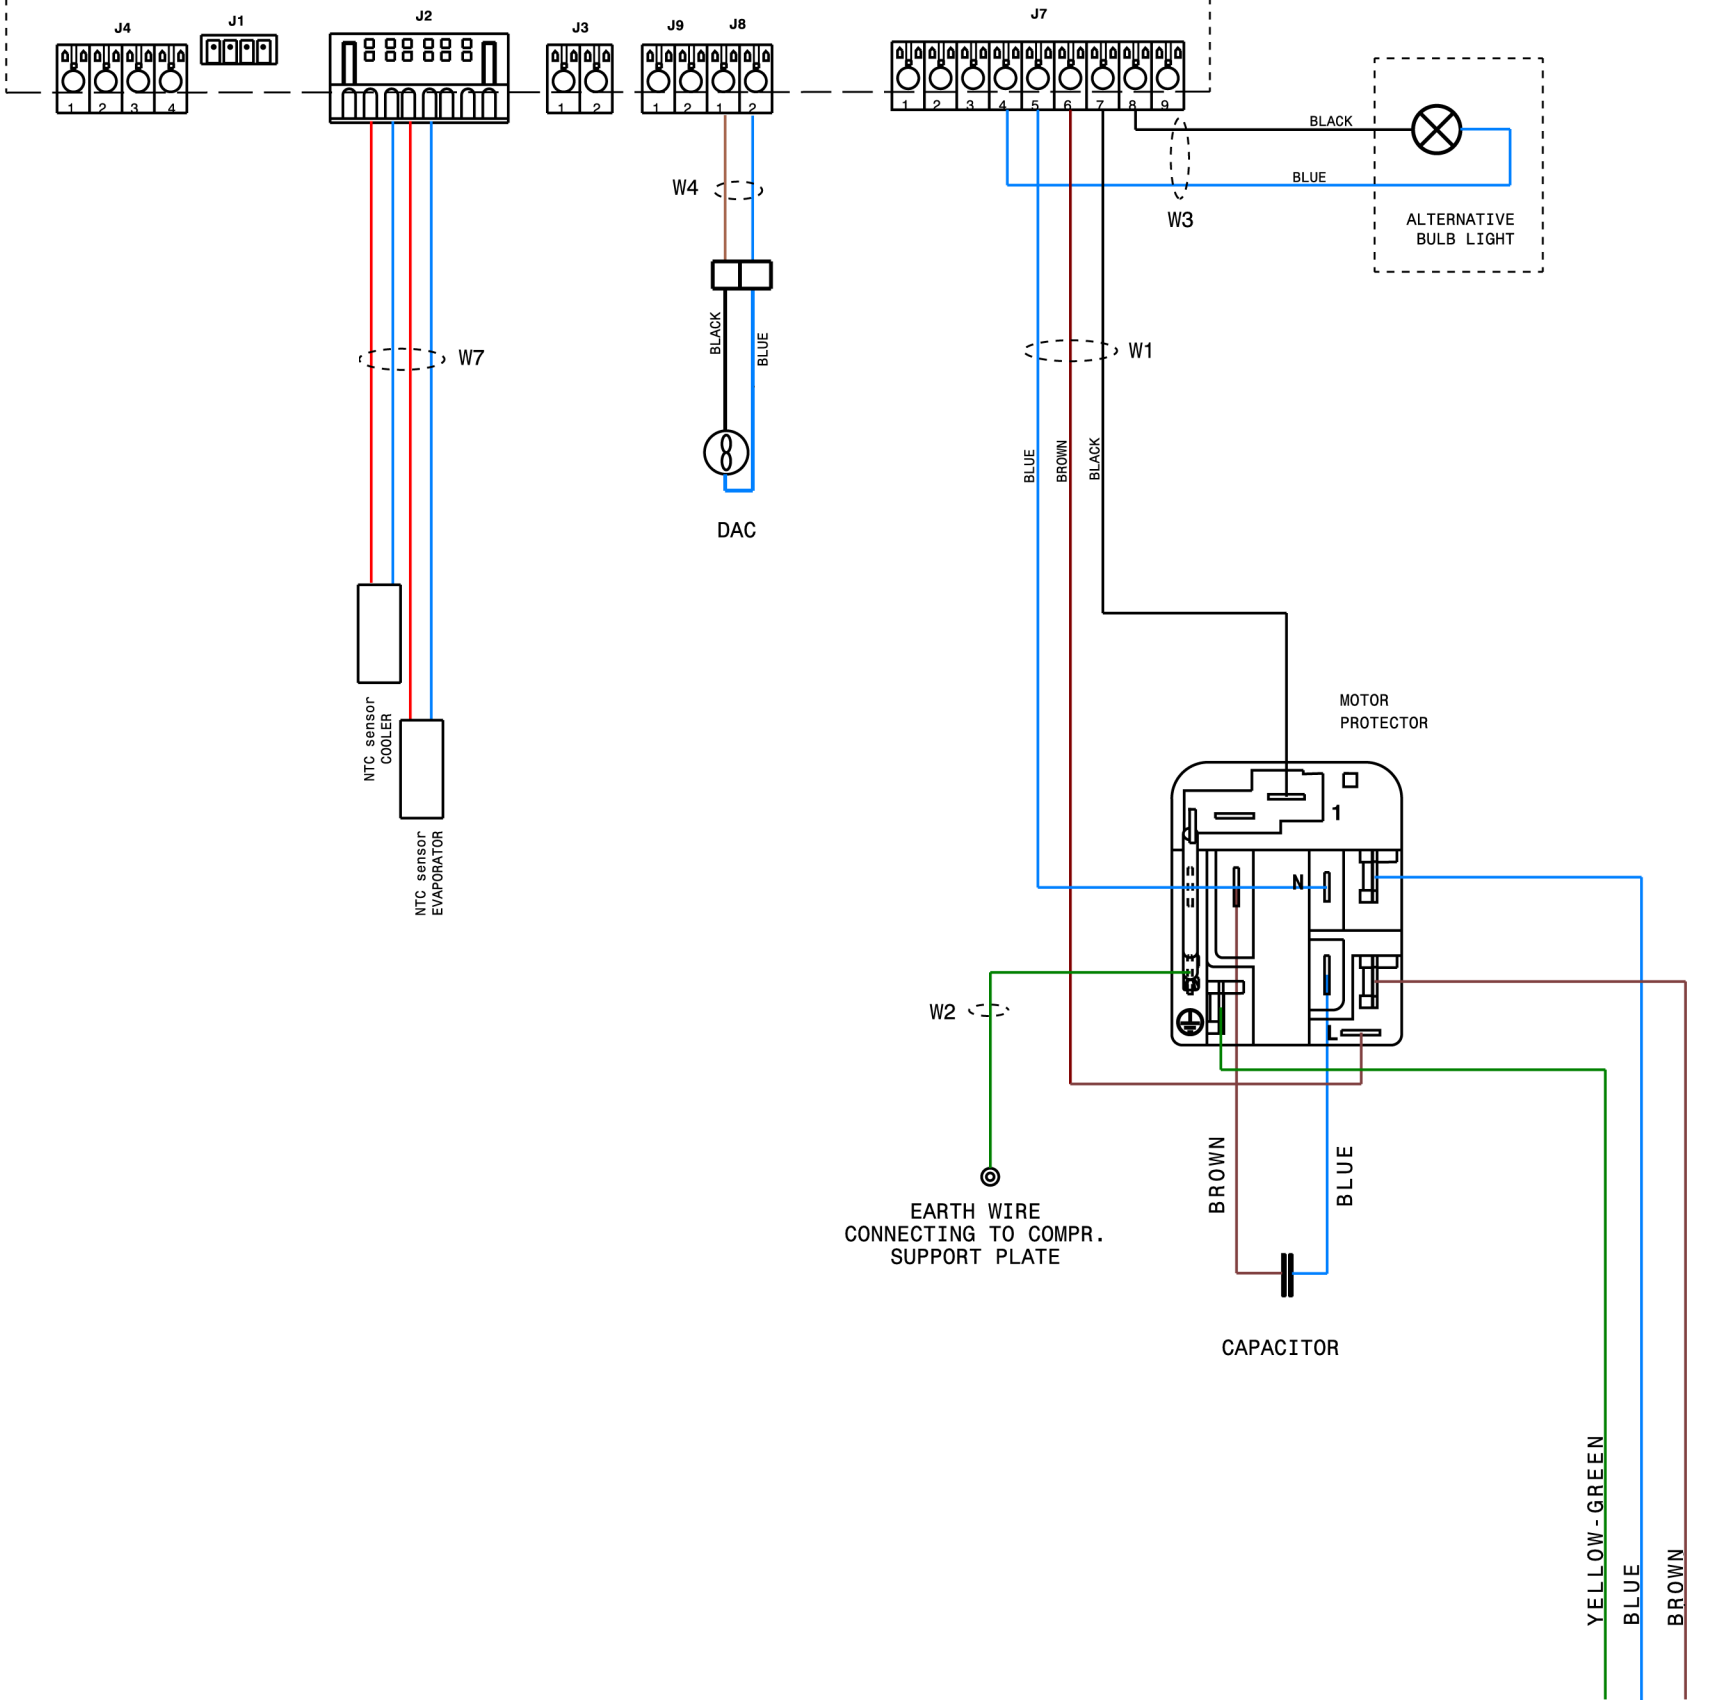 J4
J1
J2
J3
J9
J8
J7
1 2 3 4
1 2
1 2 1 2
1 2 3 4 5 6 7 8 9
BLACK
BLUE
W3
ALTERNATIVE
BULB LIGHT
W4
BLACK
BLUE
DAC
W7
NTC sensor
COOLER
NTC sensor
EVAPORATOR
W1
BLUE
BROWN
BLACK
MOTOR
PROTECTOR
1
N
L
W2
EARTH WIRE
CONNECTING TO COMPR.
SUPPORT PLATE
BROWN
BLUE
CAPACITOR
YELLOW-GREEN
BLUE
BROWN